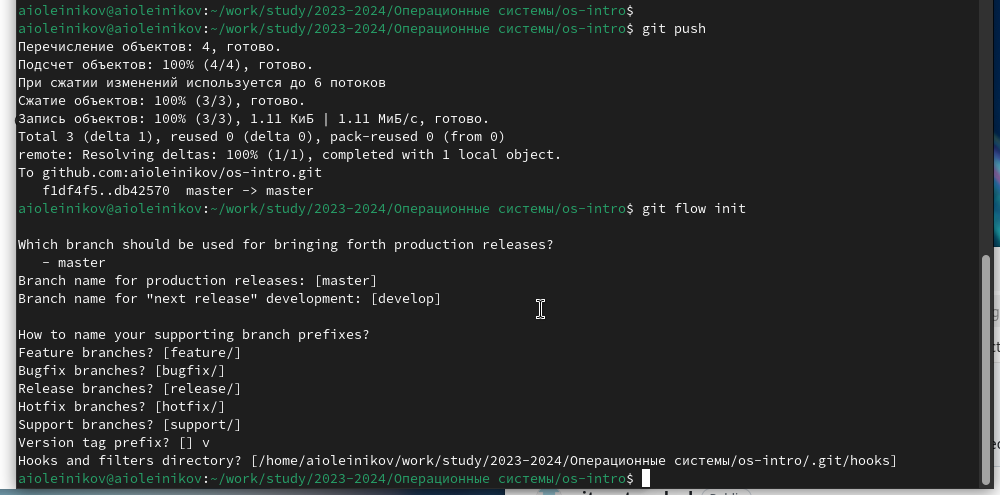 aioleinikov@aioleinikov:~/work/study/2023-2024/Операционные системы/os-intro$
aioleinikov@aioleinikov:~/work/study/2023-2024/Операционные системы/os-intro$ git push
Перечисление объектов: 4, готово.
Подсчет объектов: 100% (4/4), готово.
При сжатии изменений используется до 6 потоков
Сжатие объектов: 100% (3/3), готово.
Запись объектов: 100% (3/3), 1.11 КиБ | 1.11 МиБ/с, готово.
Total 3 (delta 1), reused 0 (delta 0), pack-reused 0 (from 0)
remote: Resolving deltas: 100% (1/1), completed with 1 local object.
To github.com:aioleinikov/os-intro.git
   f1df4f5..db42570  master -> master
aioleinikov@aioleinikov:~/work/study/2023-2024/Операционные системы/os-intro$ git flow init
Which branch should be used for bringing forth production releases?
   - master
Branch name for production releases: [master]
Branch name for "next release" development: [develop]
How to name your supporting branch prefixes?
Feature branches? [feature/]
Bugfix branches? [bugfix/]
Release branches? [release/]
Hotfix branches? [hotfix/]
Support branches? [support/]
Version tag prefix? [] v
Hooks and filters directory? [/home/aioleinikov/work/study/2023-2024/Операционные системы/os-intro/.git/hooks]
aioleinikov@aioleinikov:~/work/study/2023-2024/Операционные системы/os-intro$